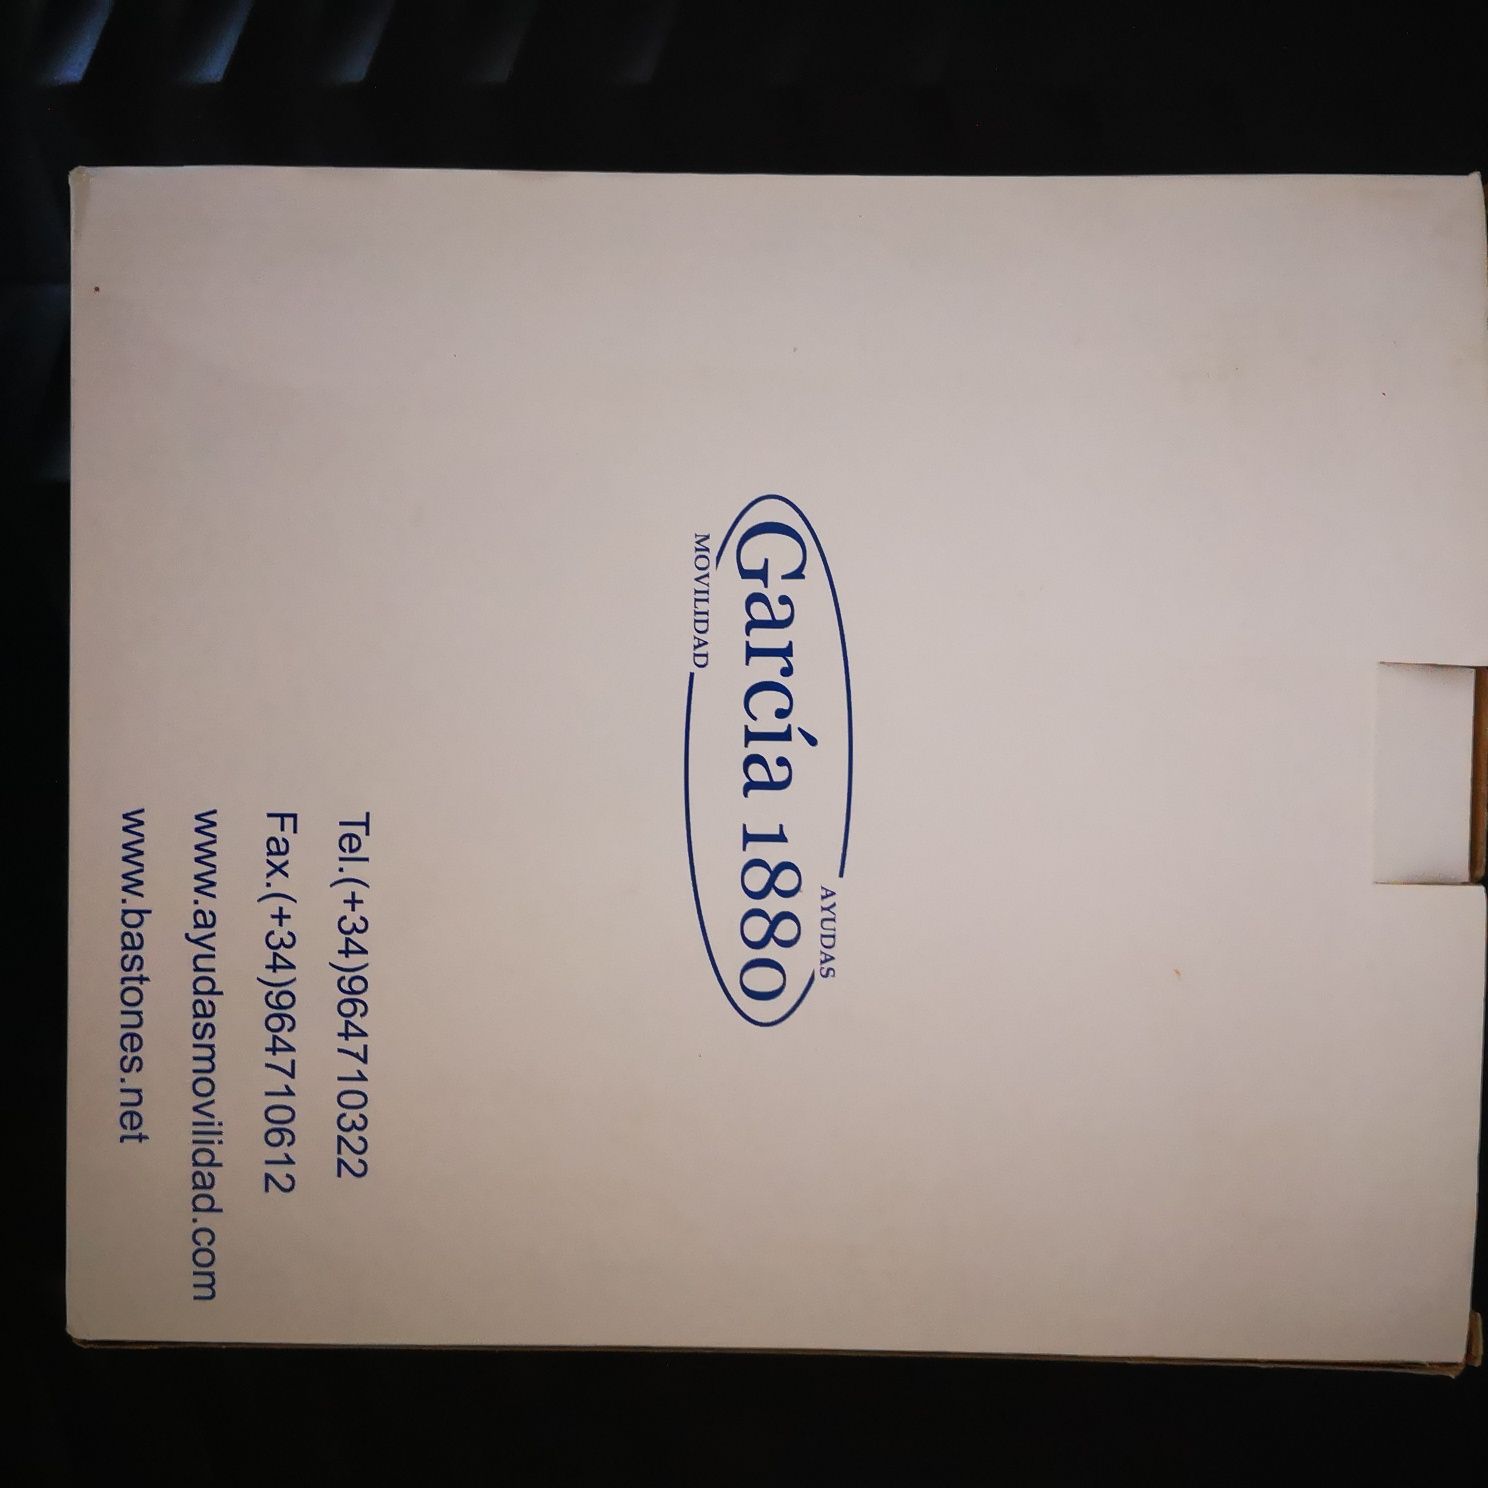 AYUDAS
García 1880
MOVILIDAD
Tel.(+34)964710322
Fax.(+34)964710612
www.ayudasmovilidad.com
www.bastones.net